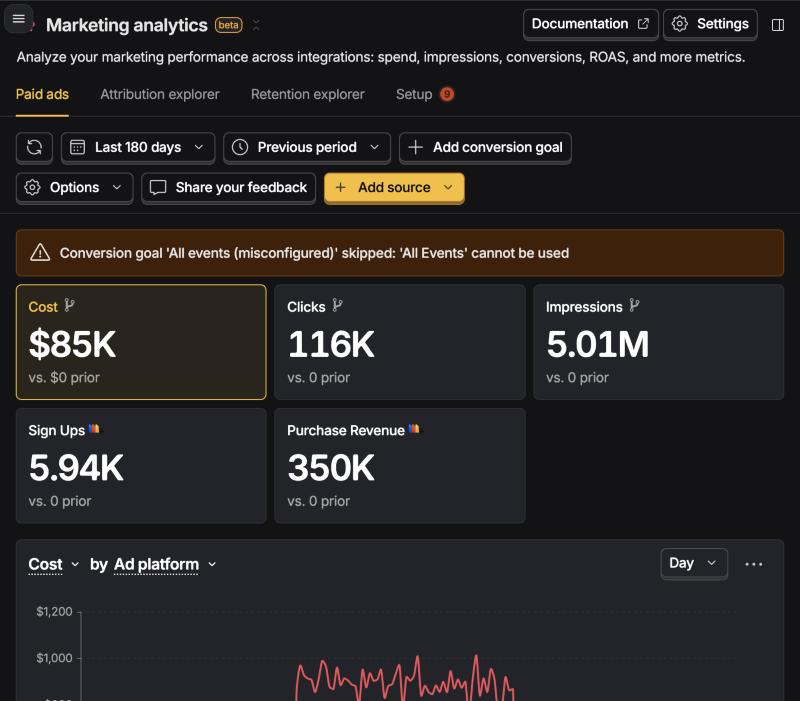 Marketing analytics beta
Documentation
Settings
Analyze your marketing performance across integrations: spend, impressions, conversions, ROAS, and more metrics.
Paid ads
Attribution explorer
Retention explorer
Setup 9
Last 180 days
Previous period
Add conversion goal
Options
Share your feedback
Add source
Conversion goal 'All events (misconfigured)' skipped: 'All Events' cannot be used
Cost
$85K
vs. $0 prior
Clicks
116K
vs. 0 prior
Impressions
5.01M
vs. 0 prior
Sign Ups
5.94K
vs. 0 prior
Purchase Revenue
350K
vs. 0 prior
Cost by Ad platform
Day
$1,200
$1,000